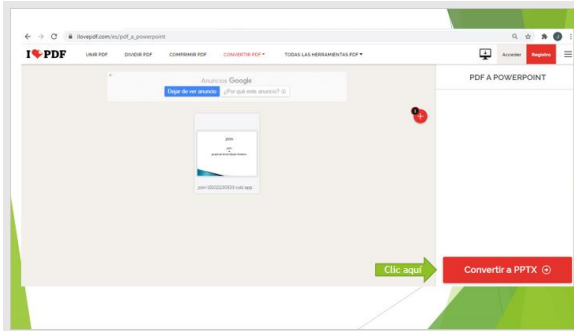 ilovepdf.com/es/pdf_a_powerpoint
I PDF
UNIR PDF
DIVIDIR PDF
COMPRIMIR PDF
CONVERTIR PDF
TODAS LAS HERRAMIENTAS PDF
Acceder
Registro
Anuncios Google
Dejar de ver anuncio
¿Por qué este anuncio?
PDF A POWERPOINT
1
Clic aquí
Convertir a PPTX